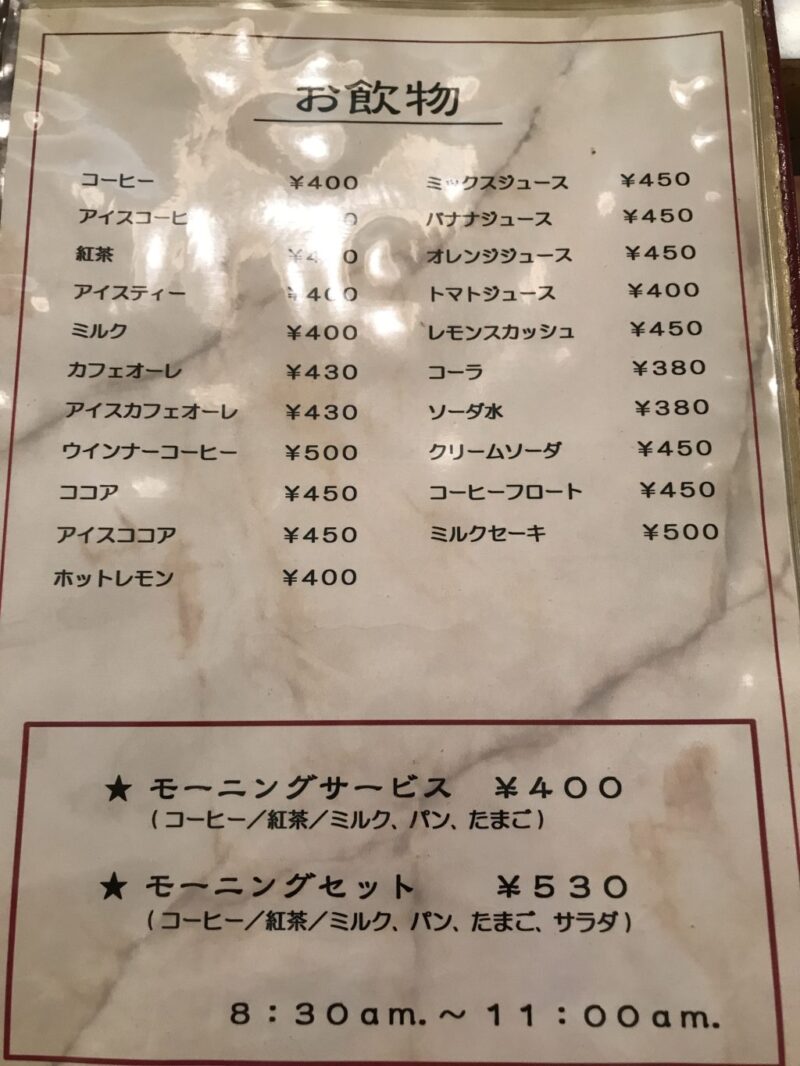 お飲物
コーヒー ¥400
アイスコーヒ
紅茶
アイスティー ¥400
ミルク ¥400
カフェオーレ ¥430
アイスカフェオーレ ¥430
ウインナーコーヒー ¥500
ココア ¥450
アイスココア ¥450
ホットレモン ¥400
ミックスジュース ¥450
バナナジュース ¥450
オレンジジュース ¥450
トマトジュース ¥400
レモンスカッシュ ¥450
コーラ ¥380
ソーダ水 ¥380
クリームソーダ ¥450
コーヒーフロート ¥450
ミルクセーキ ¥500
★ モーニングサービス ¥400
(コーヒー/紅茶/ミルク、パン、たまご)
★ モーニングセット ¥530
(コーヒー/紅茶/ミルク、パン、たまご、サラダ)
8:30am.~11:00am.